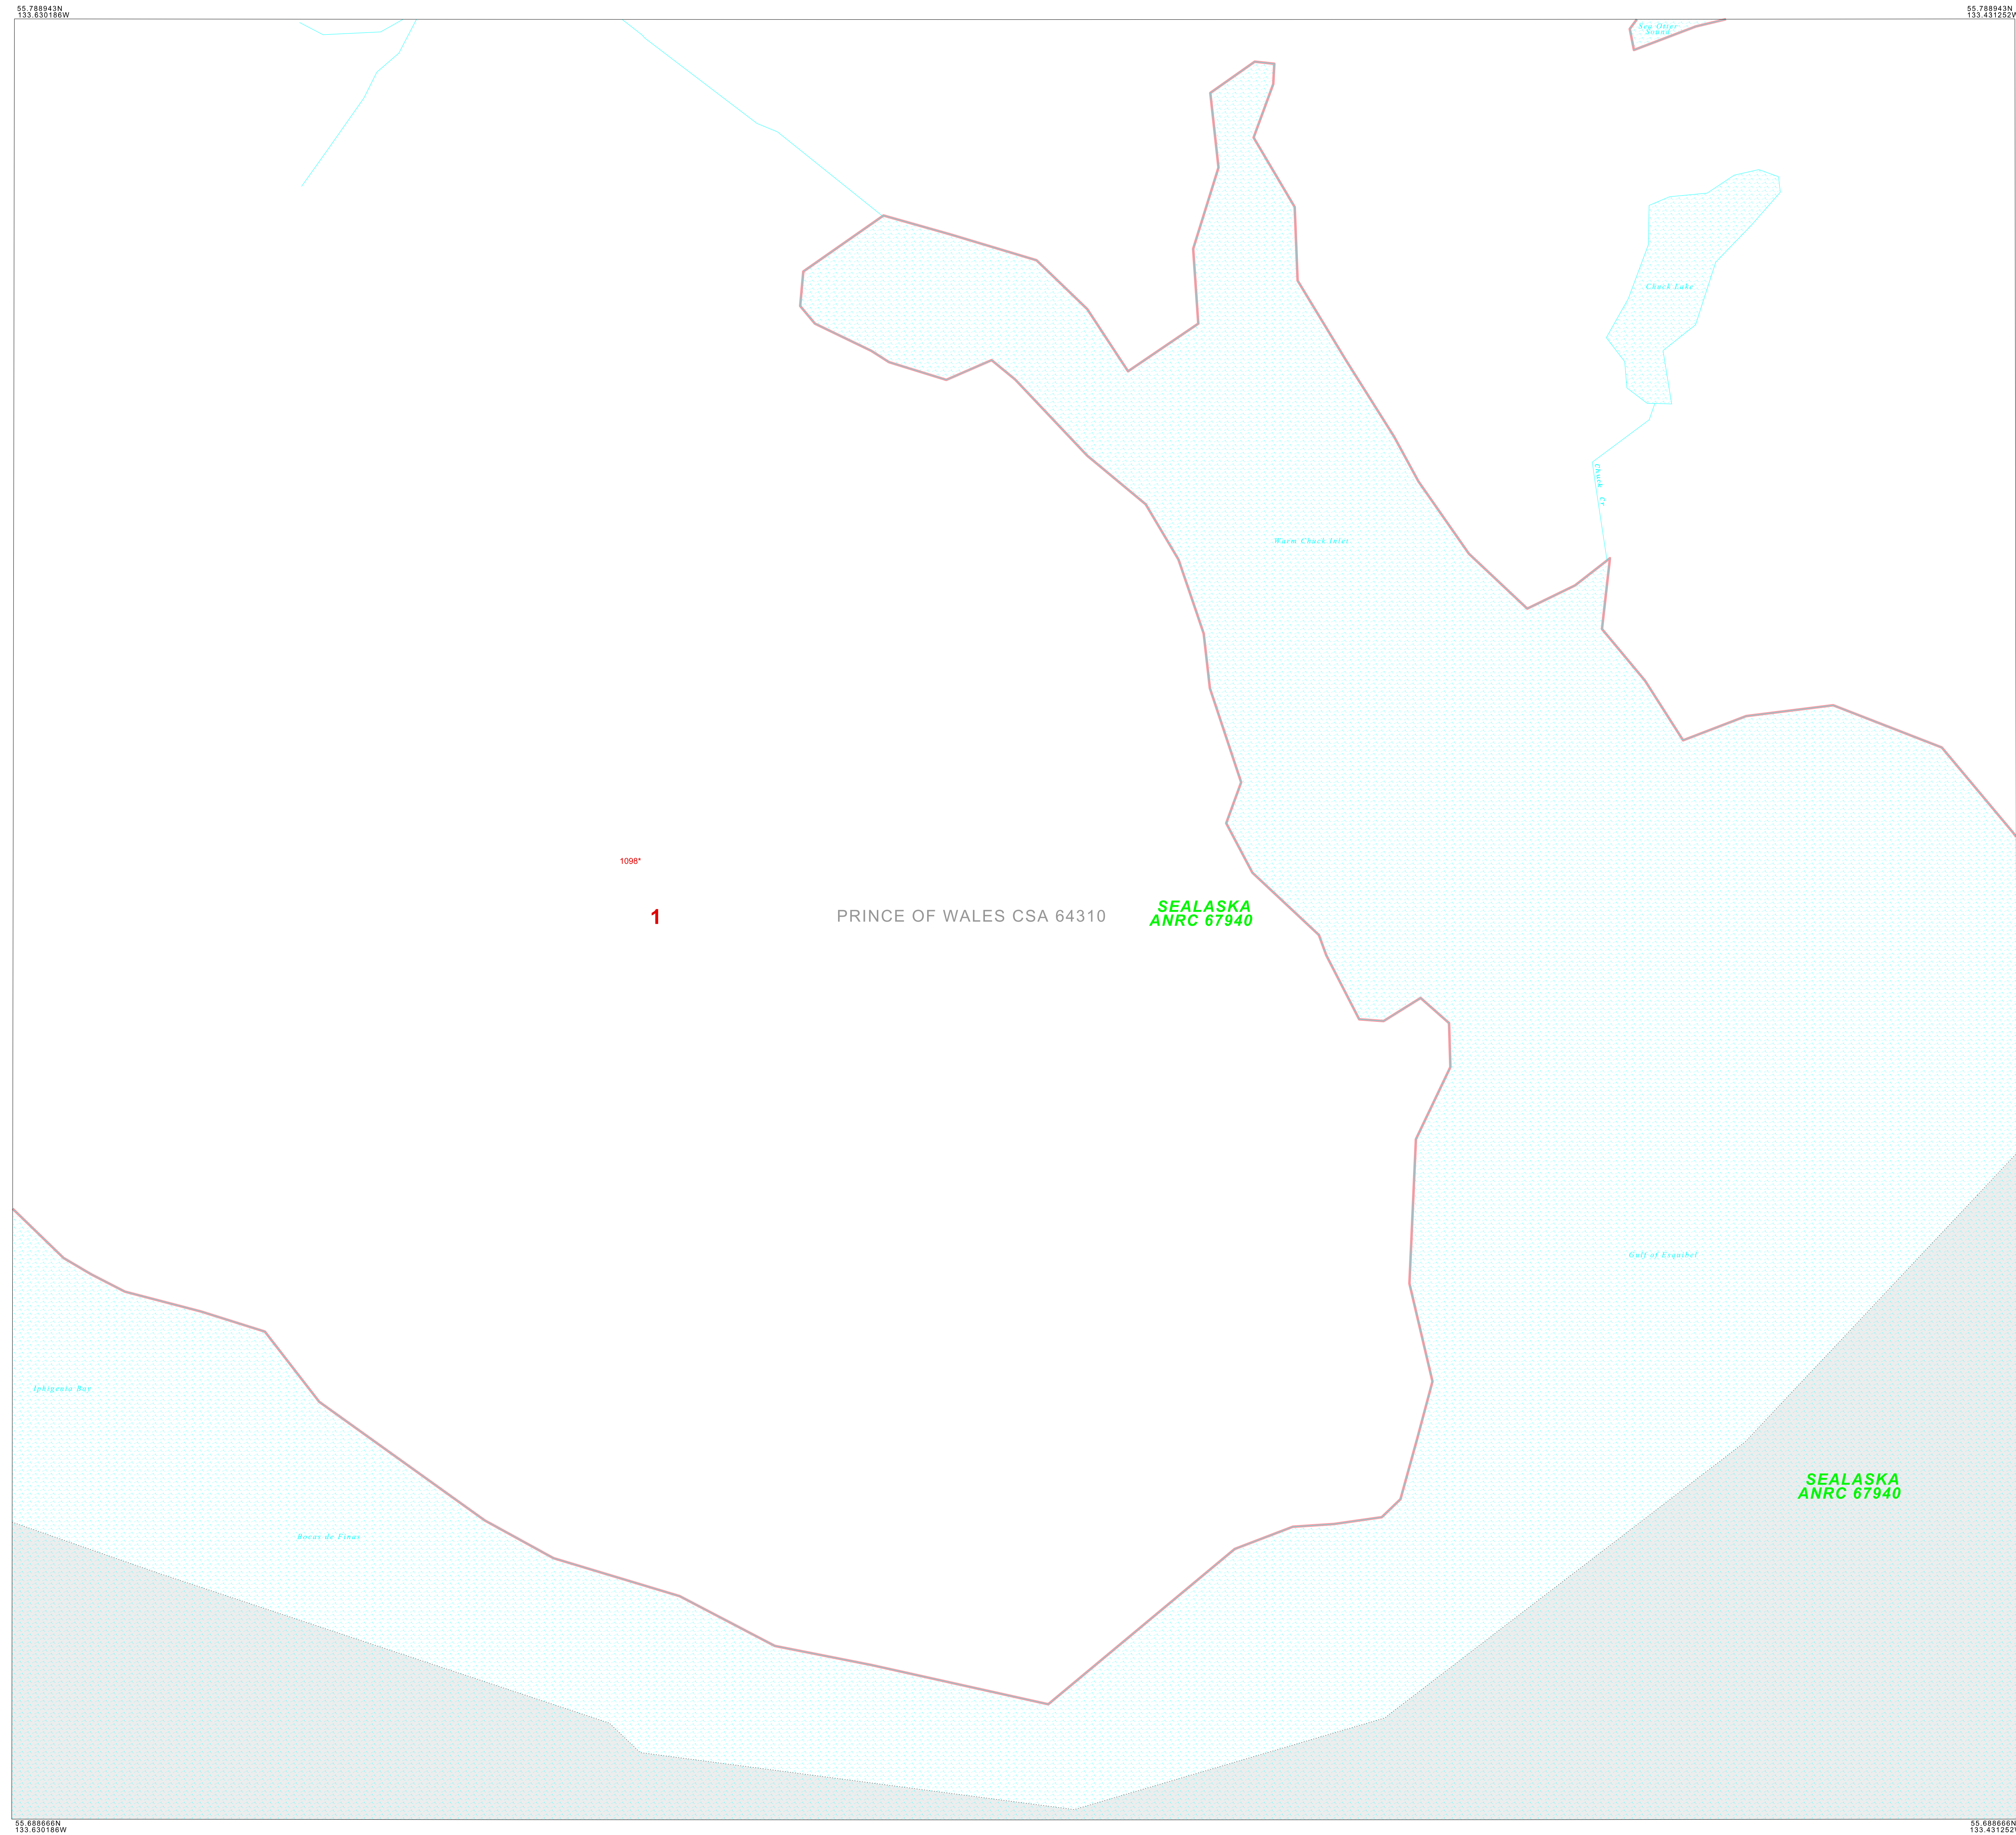 55.788943N
133.630186W
55.788943N
133.431252W
Sea Otter
Sound
Chuck Lake
Chuck Cr
Warm Chuck Inlet
1098*
1
PRINCE OF WALES CSA 64310
SEALASKA
ANRC 67940
Gulf of Esquibel
Iphigenia Bay
SEALASKA
ANRC 67940
Bocas de Finas
55.688666N
133.630186W
55.688666N
133.431252W